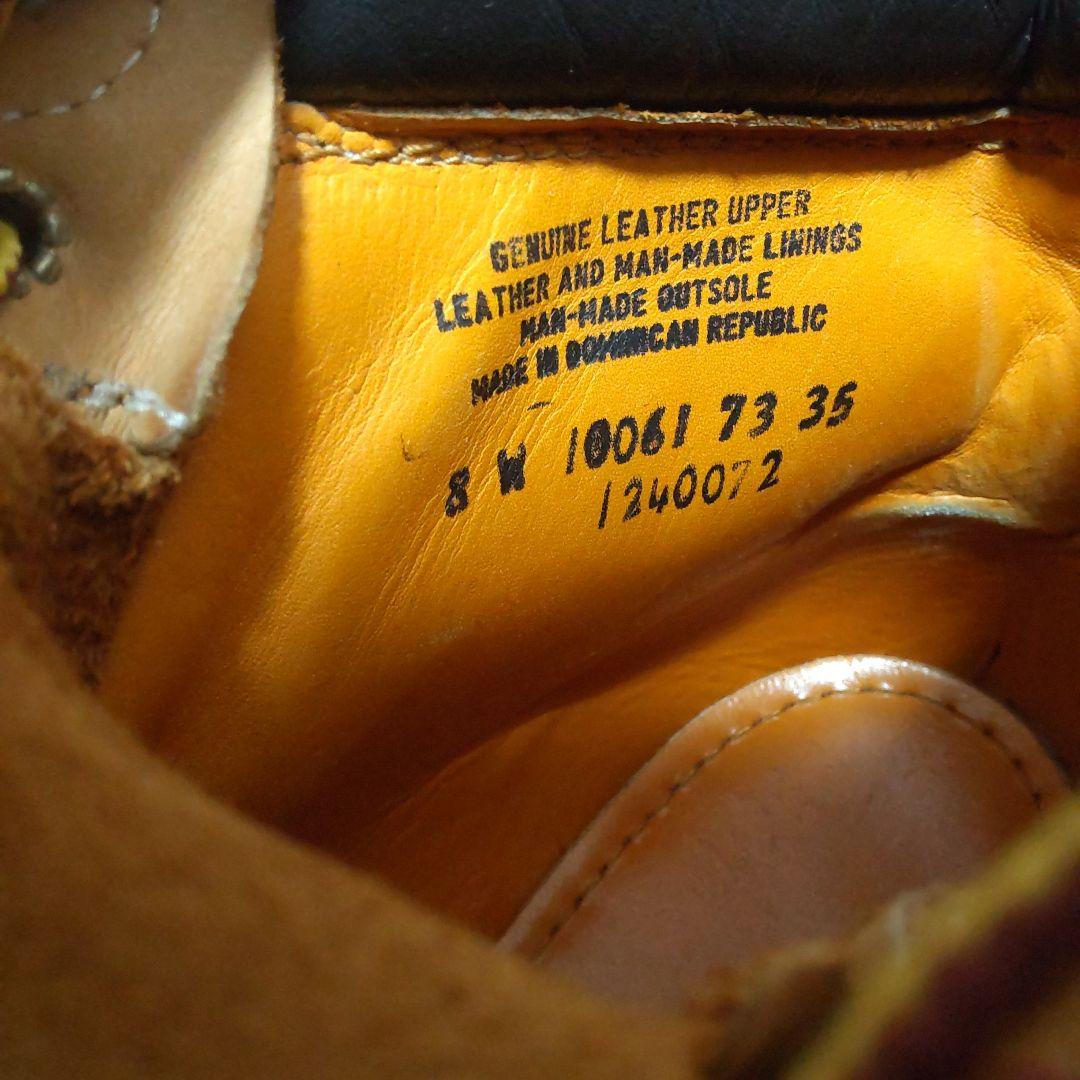 GENUINE LEATHER UPPER
LEATHER AND MAN-MADE LININGS
MAN-MADE OUTSOLE
MADE IN DOMINICAN REPUBLIC
8 W 10061 73 35
1240072